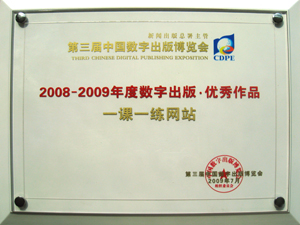 新闻出版总署主管
第三届中国数字出版博览会
THIRD CHINESE DIGITAL PUBLISHING EXPOSITION
CDPE
2008-2009年度数字出版·优秀作品
一课一练网站
第三届中国数字出版博览会
2009年7月